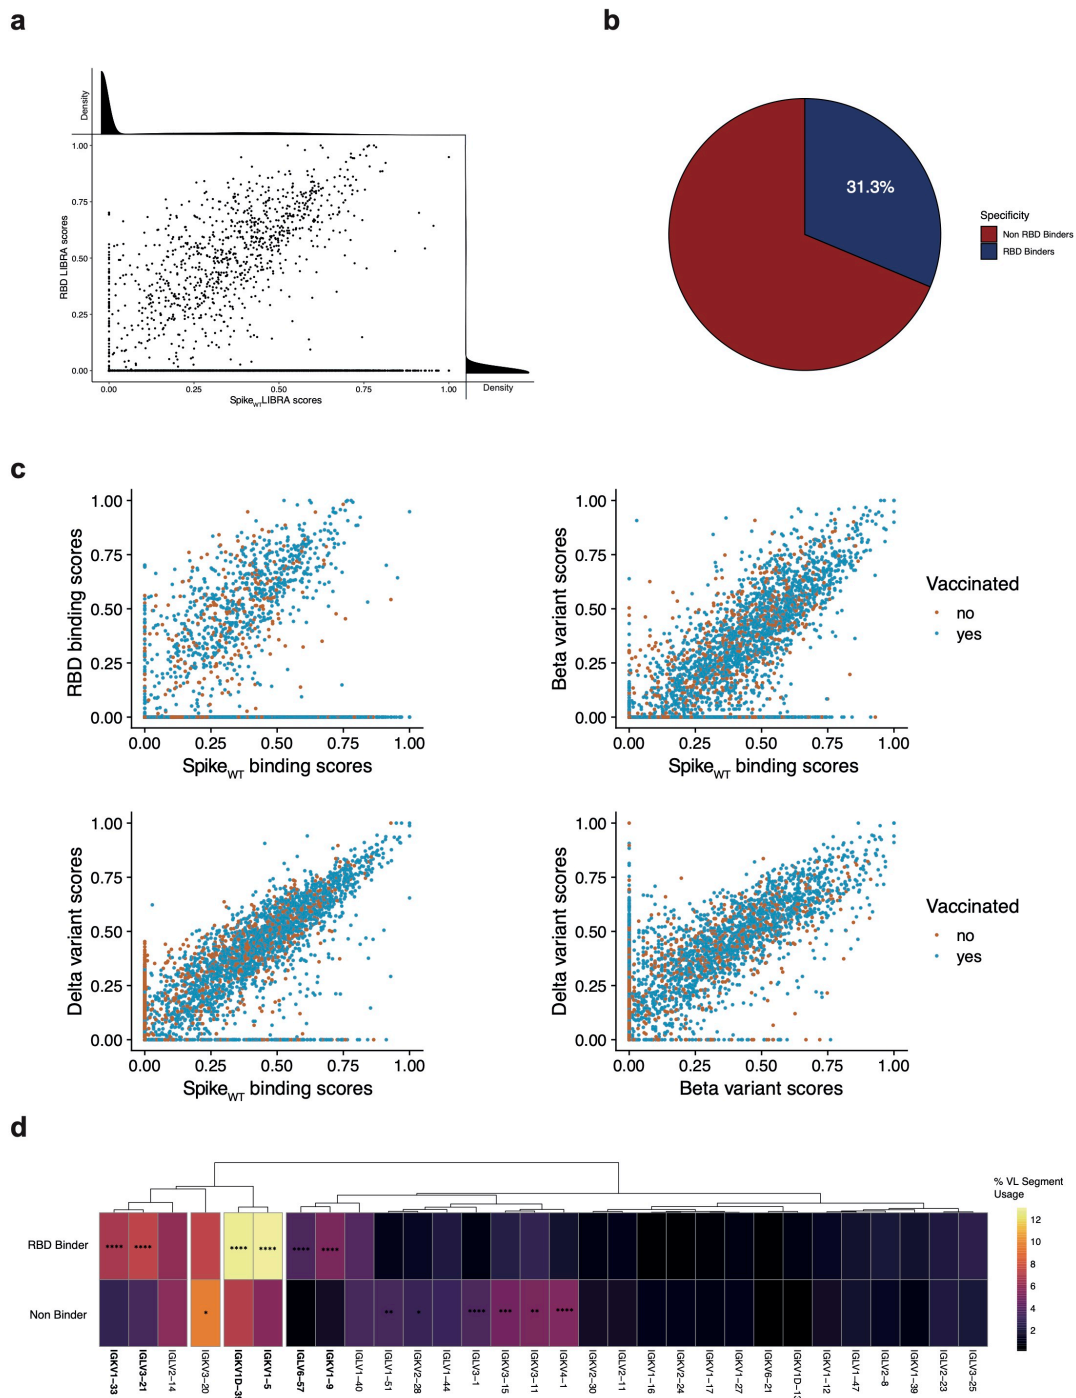 a
b
Density
1.00
0.75
0.50
0.25
0.00
RBD LIBRA scores
0.00 0.25 0.50 0.75 1.00
SpikeWTLIBRA scores
Density
31.3%
Specificity
Non RBD Binders
RBD Binders
c
1.00
0.75
0.50
0.25
0.00
RBD binding scores
0.00 0.25 0.50 0.75 1.00
SpikeWT binding scores
1.00
0.75
0.50
0.25
0.00
Beta variant scores
0.00 0.25 0.50 0.75 1.00
SpikeWT binding scores
Vaccinated
no
yes
1.00
0.75
0.50
0.25
0.00
Delta variant scores
0.00 0.25 0.50 0.75 1.00
SpikeWT binding scores
1.00
0.75
0.50
0.25
0.00
Delta variant scores
0.00 0.25 0.50 0.75 1.00
Beta variant scores
Vaccinated
no
yes
d
% VL Segment
Usage
12
10
8
6
4
2
RBD Binder
**** **** **** **** **** ****
Non Binder
* ** * **** *** ** ****
IGKV1−33
IGLV3−21
IGLV2−14
IGKV3−20
IGKV1D−39
IGKV1−5
IGLV6−57
IGKV1−9
IGLV1−40
IGLV1−51
IGKV2−28
IGLV1−44
IGLV3−1
IGKV3−15
IGKV3−11
IGKV4−1
IGKV2−30
IGLV2−11
IGKV1−16
IGKV2−24
IGKV1−17
IGKV1−27
IGKV6−21
IGKV1D−13
IGKV1−12
IGLV1−47
IGLV2−8
IGKV1−39
IGLV2−23
IGLV3−25